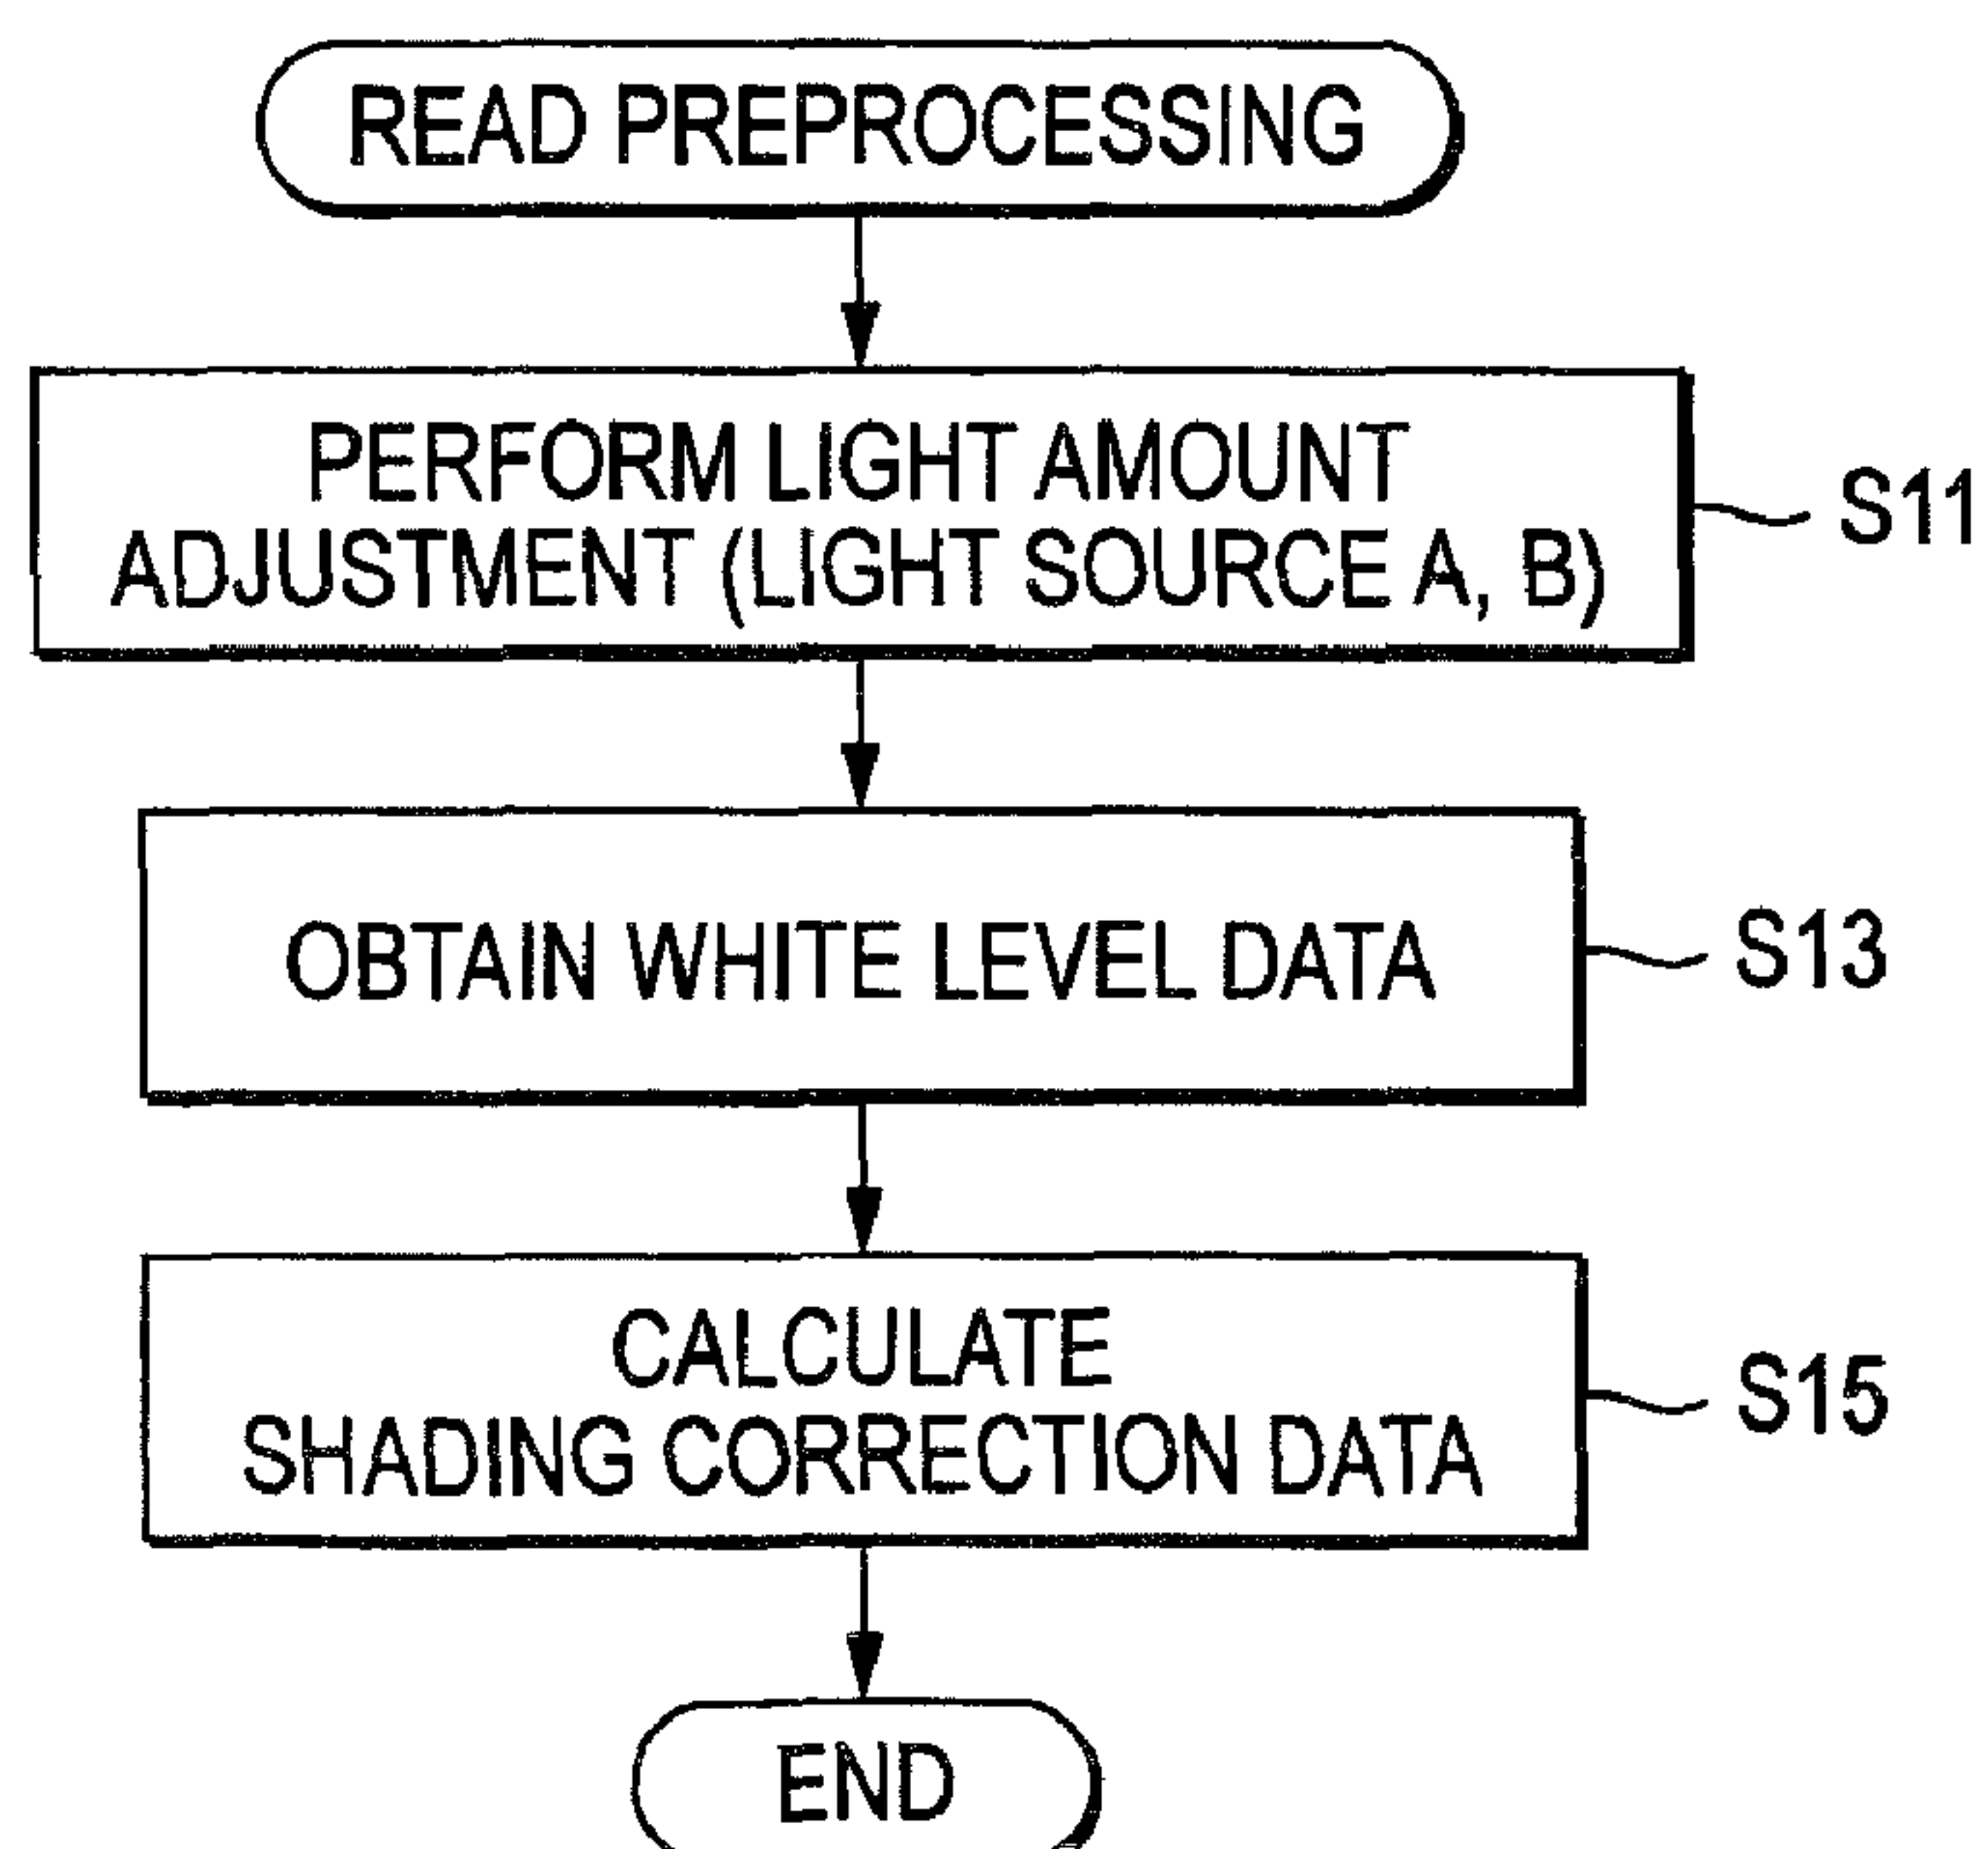 READ PREPROCESSING
PERFORM LIGHT AMOUNT
ADJUSTMENT (LIGHT SOURCE A, B)
S11
OBTAIN WHITE LEVEL DATA
S13
CALCULATE
SHADING CORRECTION DATA
S15
END